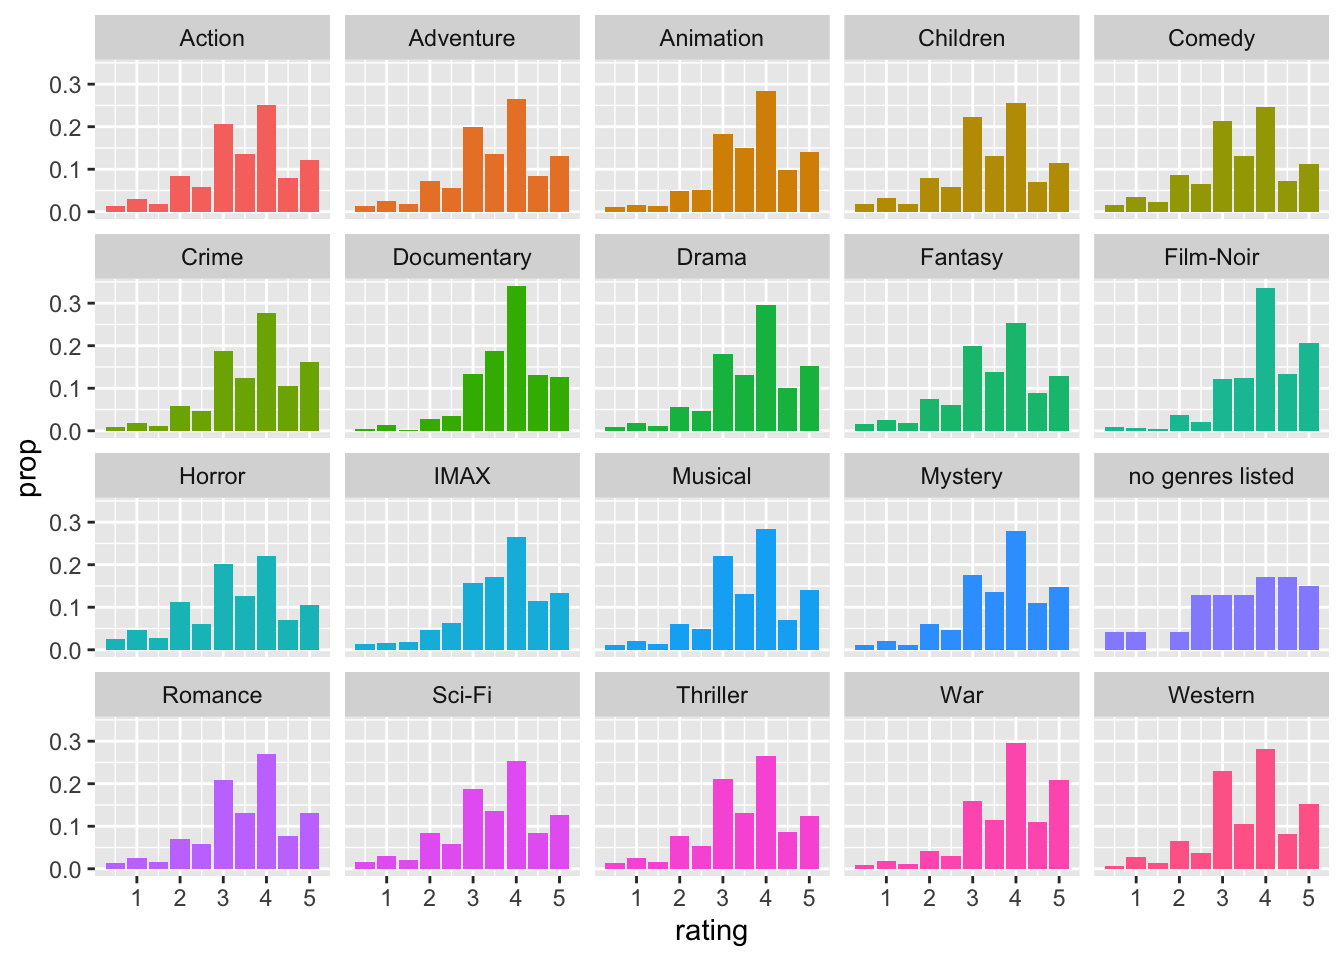 Action Adventure Animation Children Comedy
0.3
0.2
0.1
0.0
Crime Documentary Drama Fantasy Film-Noir
0.3
0.2
0.1
0.0
prop
Horror IMAX Musical Mystery no genres listed
0.3
0.2
0.1
0.0
Romance Sci-Fi Thriller War Western
0.3
0.2
0.1
0.0
1 2 3 4 5 1 2 3 4 5 1 2 3 4 5 1 2 3 4 5 1 2 3 4 5
rating